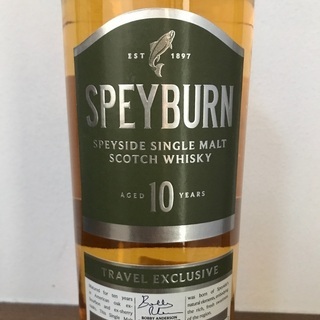 EST 1897
SPEYBURN
SPEYSIDE SINGLE MALT
SCOTCH WHISKY
AGED 10 YEARS
TRAVEL EXCLUSIVE
BOBBY ANDERSON